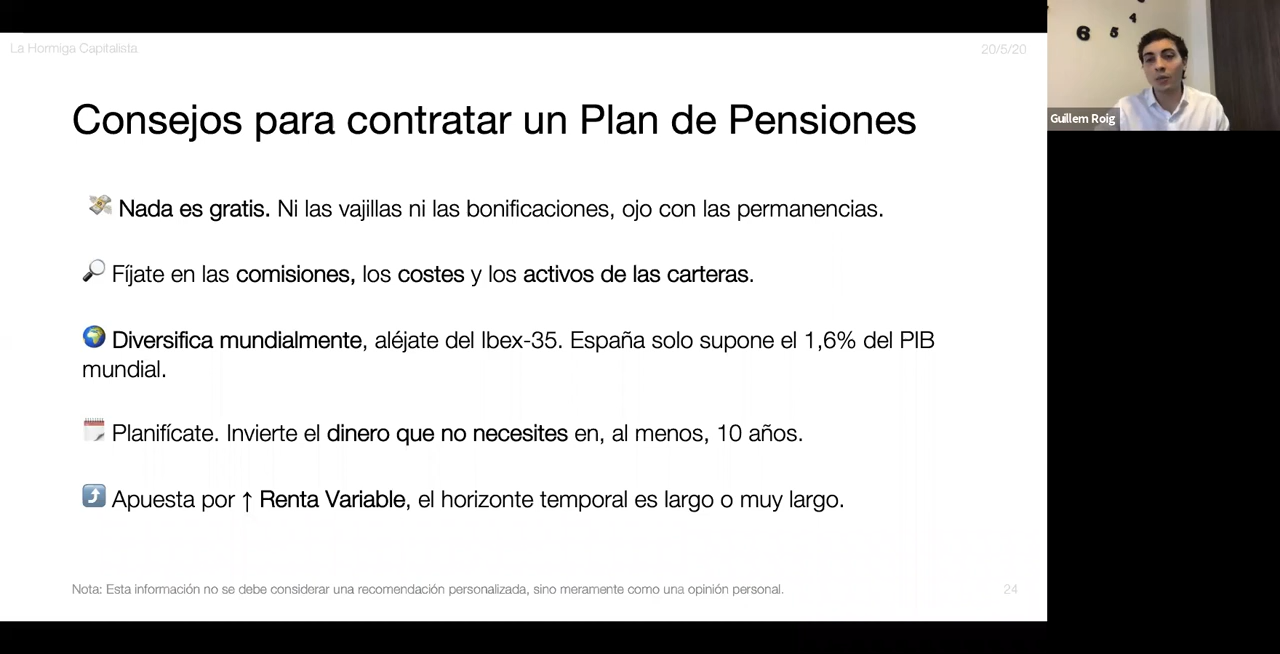 La Hormiga Capitalista
20/5/20
Consejos para contratar un Plan de Pensiones
Nada es gratis. Ni las vajillas ni las bonificaciones, ojo con las permanencias.
Fíjate en las comisiones, los costes y los activos de las carteras.
Diversifica mundialmente, aléjate del Ibex-35. España solo supone el 1,6% del PIB
mundial.
Planifícate. Invierte el dinero que no necesites en, al menos, 10 años.
Apuesta por ↑ Renta Variable, el horizonte temporal es largo o muy largo.
Nota: Esta información no se debe considerar una recomendación personalizada, sino meramente como una opinión personal.
24
6 5 4
Guillem Roig